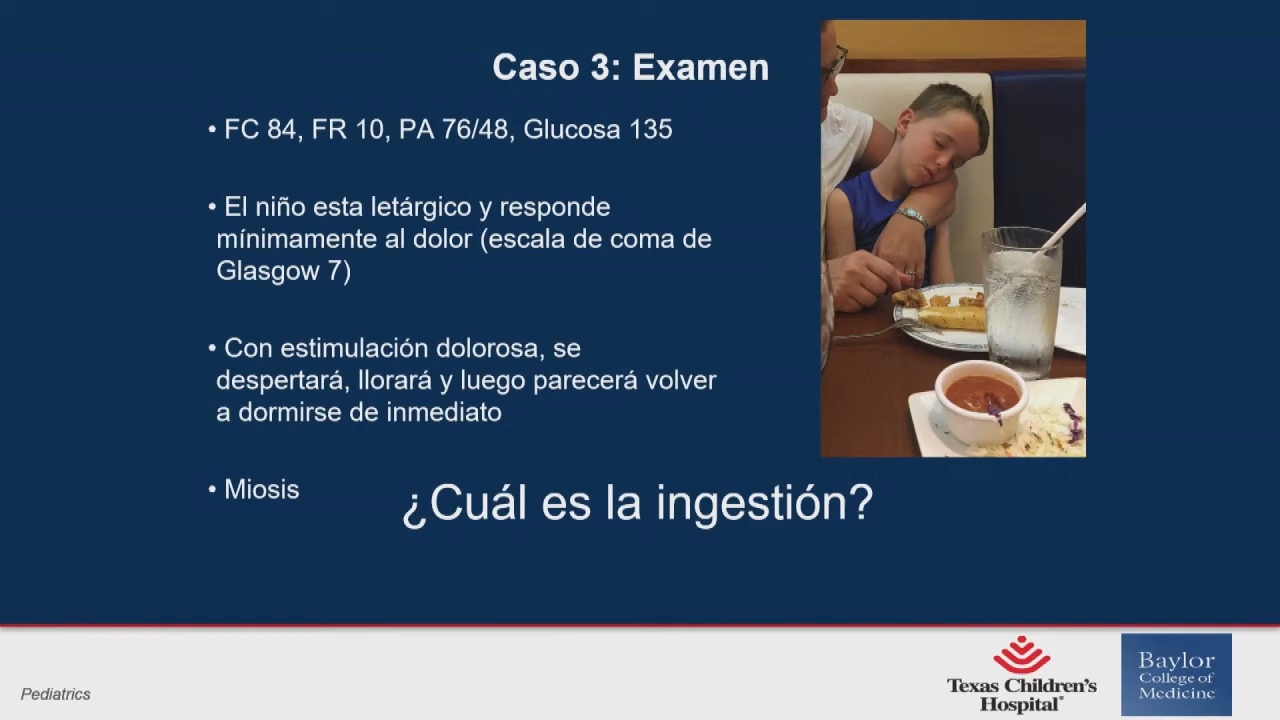 Caso 3: Examen
• FC 84, FR 10, PA 76/48, Glucosa 135
• El niño esta letárgico y responde
mínimamente al dolor (escala de coma de
Glasgow 7)
• Con estimulación dolorosa, se
despertará, llorará y luego parecerá volver
a dormirse de inmediato
• Miosis
¿Cuál es la ingestión?
Pediatrics
Texas Children's
Hospital®
Baylor
College of
Medicine